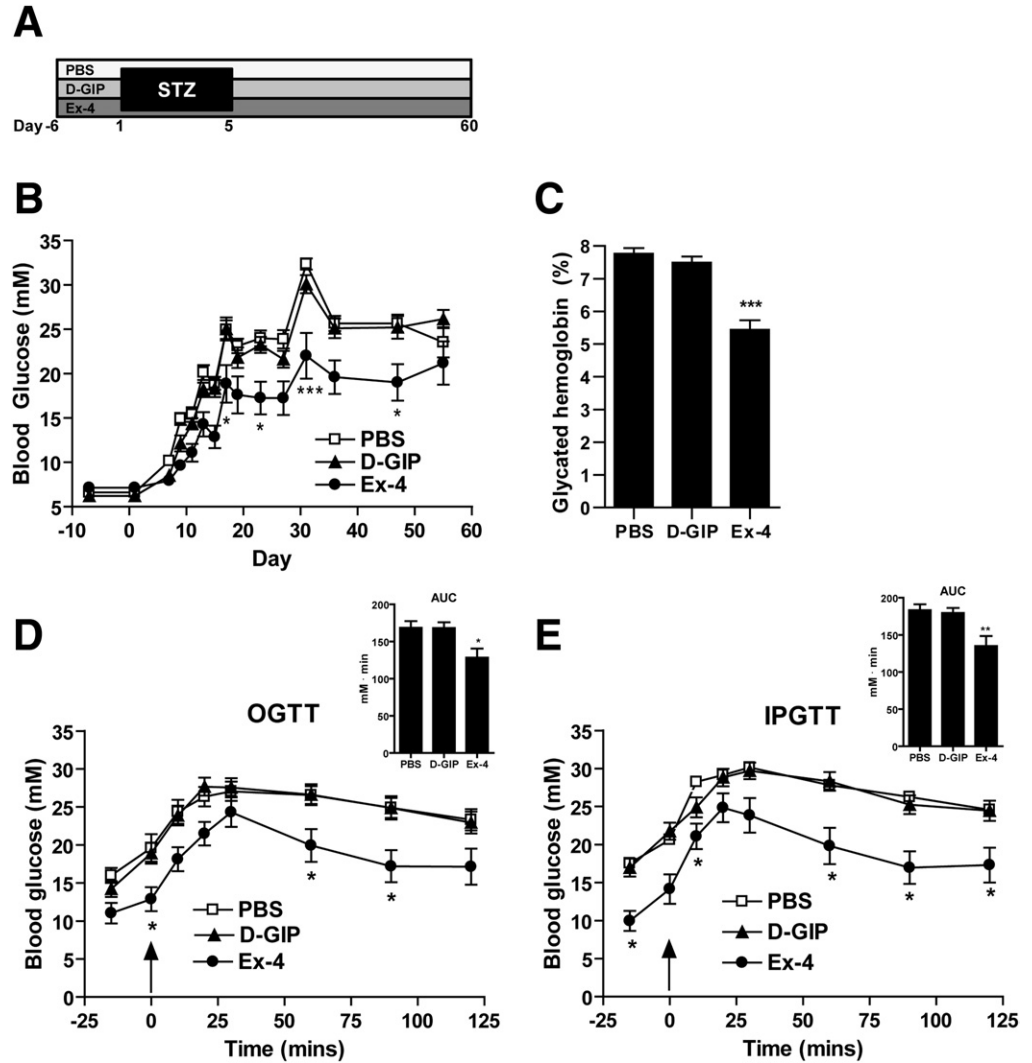 A
PBS
D-GIP
Ex-4
STZ
Day -6 1 5 60
B
Blood Glucose (mM)
35
30
25
20
15
10
5
-10 0 10 20 30 40 50 60
Day
* * *** *
PBS
D-GIP
Ex-4
C
Glycated hemoglobin (%)
8
7
6
5
4
3
2
1
0
***
PBS D-GIP Ex-4
D
AUC
mM · min
200
150
100
50
0
*
PBS D-GIP Ex-4
OGTT
Blood glucose (mM)
35
30
25
20
15
10
5
0
* * *
PBS
D-GIP
Ex-4
-25 0 25 50 75 100 125
Time (mins)
E
AUC
mM · min
200
150
100
50
0
**
PBS D-GIP Ex-4
IPGTT
Blood glucose (mM)
35
30
25
20
15
10
5
0
* * * * *
PBS
D-GIP
Ex-4
-25 0 25 50 75 100 125
Time (mins)